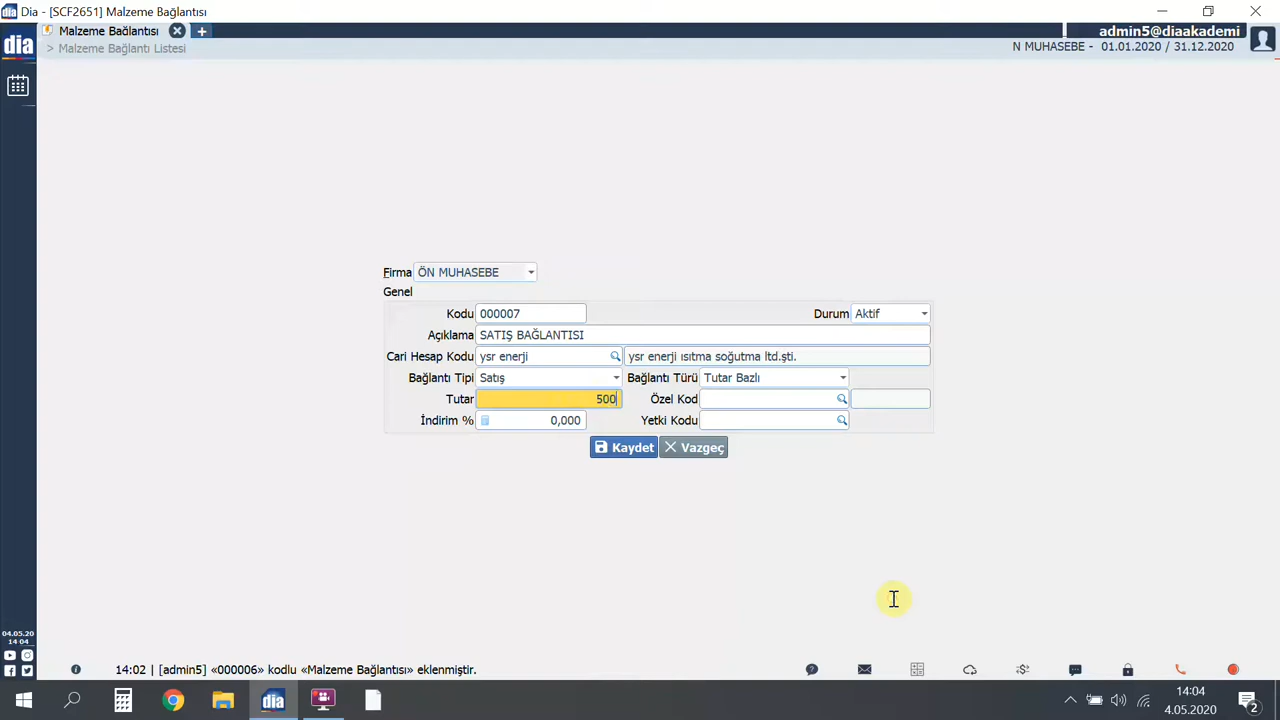 Dia - [SCF2651] Malzeme Bağlantısı
dia
Malzeme Bağlantısı
admin5@diaakademi
> Malzeme Bağlantı Listesi
N MUHASEBE - 01.01.2020 / 31.12.2020
Firma ÖN MUHASEBE
Genel
Kodu 000007 Durum Aktif
Açıklama SATIŞ BAĞLANTISI
Cari Hesap Kodu ysr enerji ysr enerji ısıtma soğutma ltd.şti.
Bağlantı Tipi Satış Bağlantı Türü Tutar Bazlı
Tutar 500 Özel Kod
İndirim % 0,000 Yetki Kodu
Kaydet Vazgeç
04.05.20
14 04
14:02 | [admin5] «000006» kodlu «Malzeme Bağlantısı» eklenmiştir.
dia
14:04
4.05.2020
2